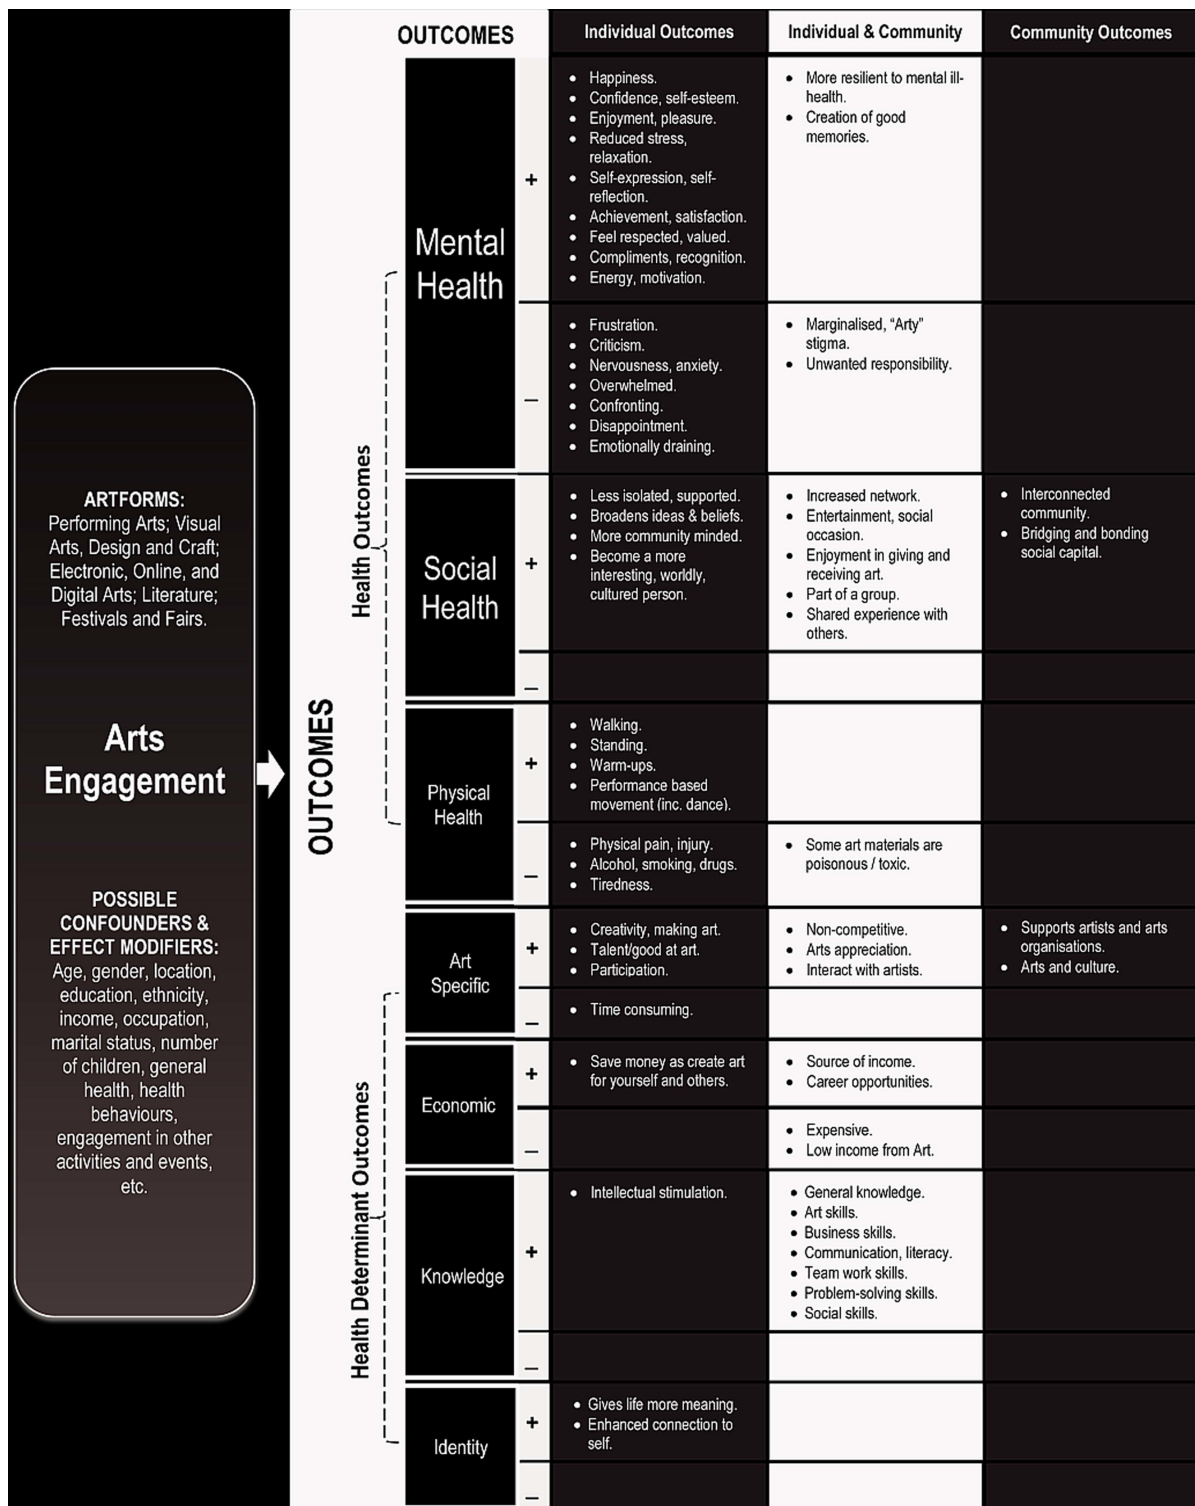 ARTFORMS:
Performing Arts; Visual
Arts, Design and Craft;
Electronic, Online, and
Digital Arts; Literature;
Festivals and Fairs.
Arts
Engagement
POSSIBLE
CONFOUNDERS &
EFFECT MODIFIERS:
Age, gender, location,
education, ethnicity,
income, occupation,
marital status, number
of children, general
health, health
behaviours,
engagement in other
activities and events,
etc.
OUTCOMES
Health Outcomes
Health Determinant Outcomes
OUTCOMES
Individual Outcomes
Individual & Community
Community Outcomes
Mental
Health
+
• Happiness.
• Confidence, self-esteem.
• Enjoyment, pleasure.
• Reduced stress,
relaxation.
• Self-expression, self-
reflection.
• Achievement, satisfaction.
• Feel respected, valued.
• Compliments, recognition.
• Energy, motivation.
• More resilient to mental ill-
health.
• Creation of good
memories.
–
• Frustration.
• Criticism.
• Nervousness, anxiety.
• Overwhelmed.
• Confronting.
• Disappointment.
• Emotionally draining.
• Marginalised, “Arty”
stigma.
• Unwanted responsibility.
Social
Health
+
• Less isolated, supported.
• Broadens ideas & beliefs.
• More community minded.
• Become a more
interesting, worldly,
cultured person.
• Increased network.
• Entertainment, social
occasion.
• Enjoyment in giving and
receiving art.
• Part of a group.
• Shared experience with
others.
• Interconnected
community.
• Bridging and bonding
social capital.
–
Physical
Health
+
• Walking.
• Standing.
• Warm-ups.
• Performance based
movement (inc. dance).
–
• Physical pain, injury.
• Alcohol, smoking, drugs.
• Tiredness.
• Some art materials are
poisonous / toxic.
Art
Specific
+
• Creativity, making art.
• Talent/good at art.
• Participation.
• Non-competitive.
• Arts appreciation.
• Interact with artists.
• Supports artists and arts
organisations.
• Arts and culture.
–
• Time consuming.
Economic
+
• Save money as create art
for yourself and others.
• Source of income.
• Career opportunities.
–
• Expensive.
• Low income from Art.
Knowledge
+
• Intellectual stimulation.
• General knowledge.
• Art skills.
• Business skills.
• Communication, literacy.
• Team work skills.
• Problem-solving skills.
• Social skills.
–
Identity
+
• Gives life more meaning.
• Enhanced connection to
self.
–